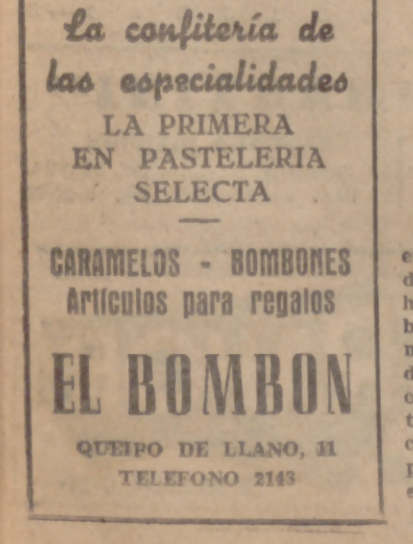 La confitería de
las especialidades
LA PRIMERA
EN PASTELERIA
SELECTA
CARAMELOS - BOMBONES
Artículos para regalos
EL BOMBON
QUEIPO DE LLANO, 11
TELEFONO 2143